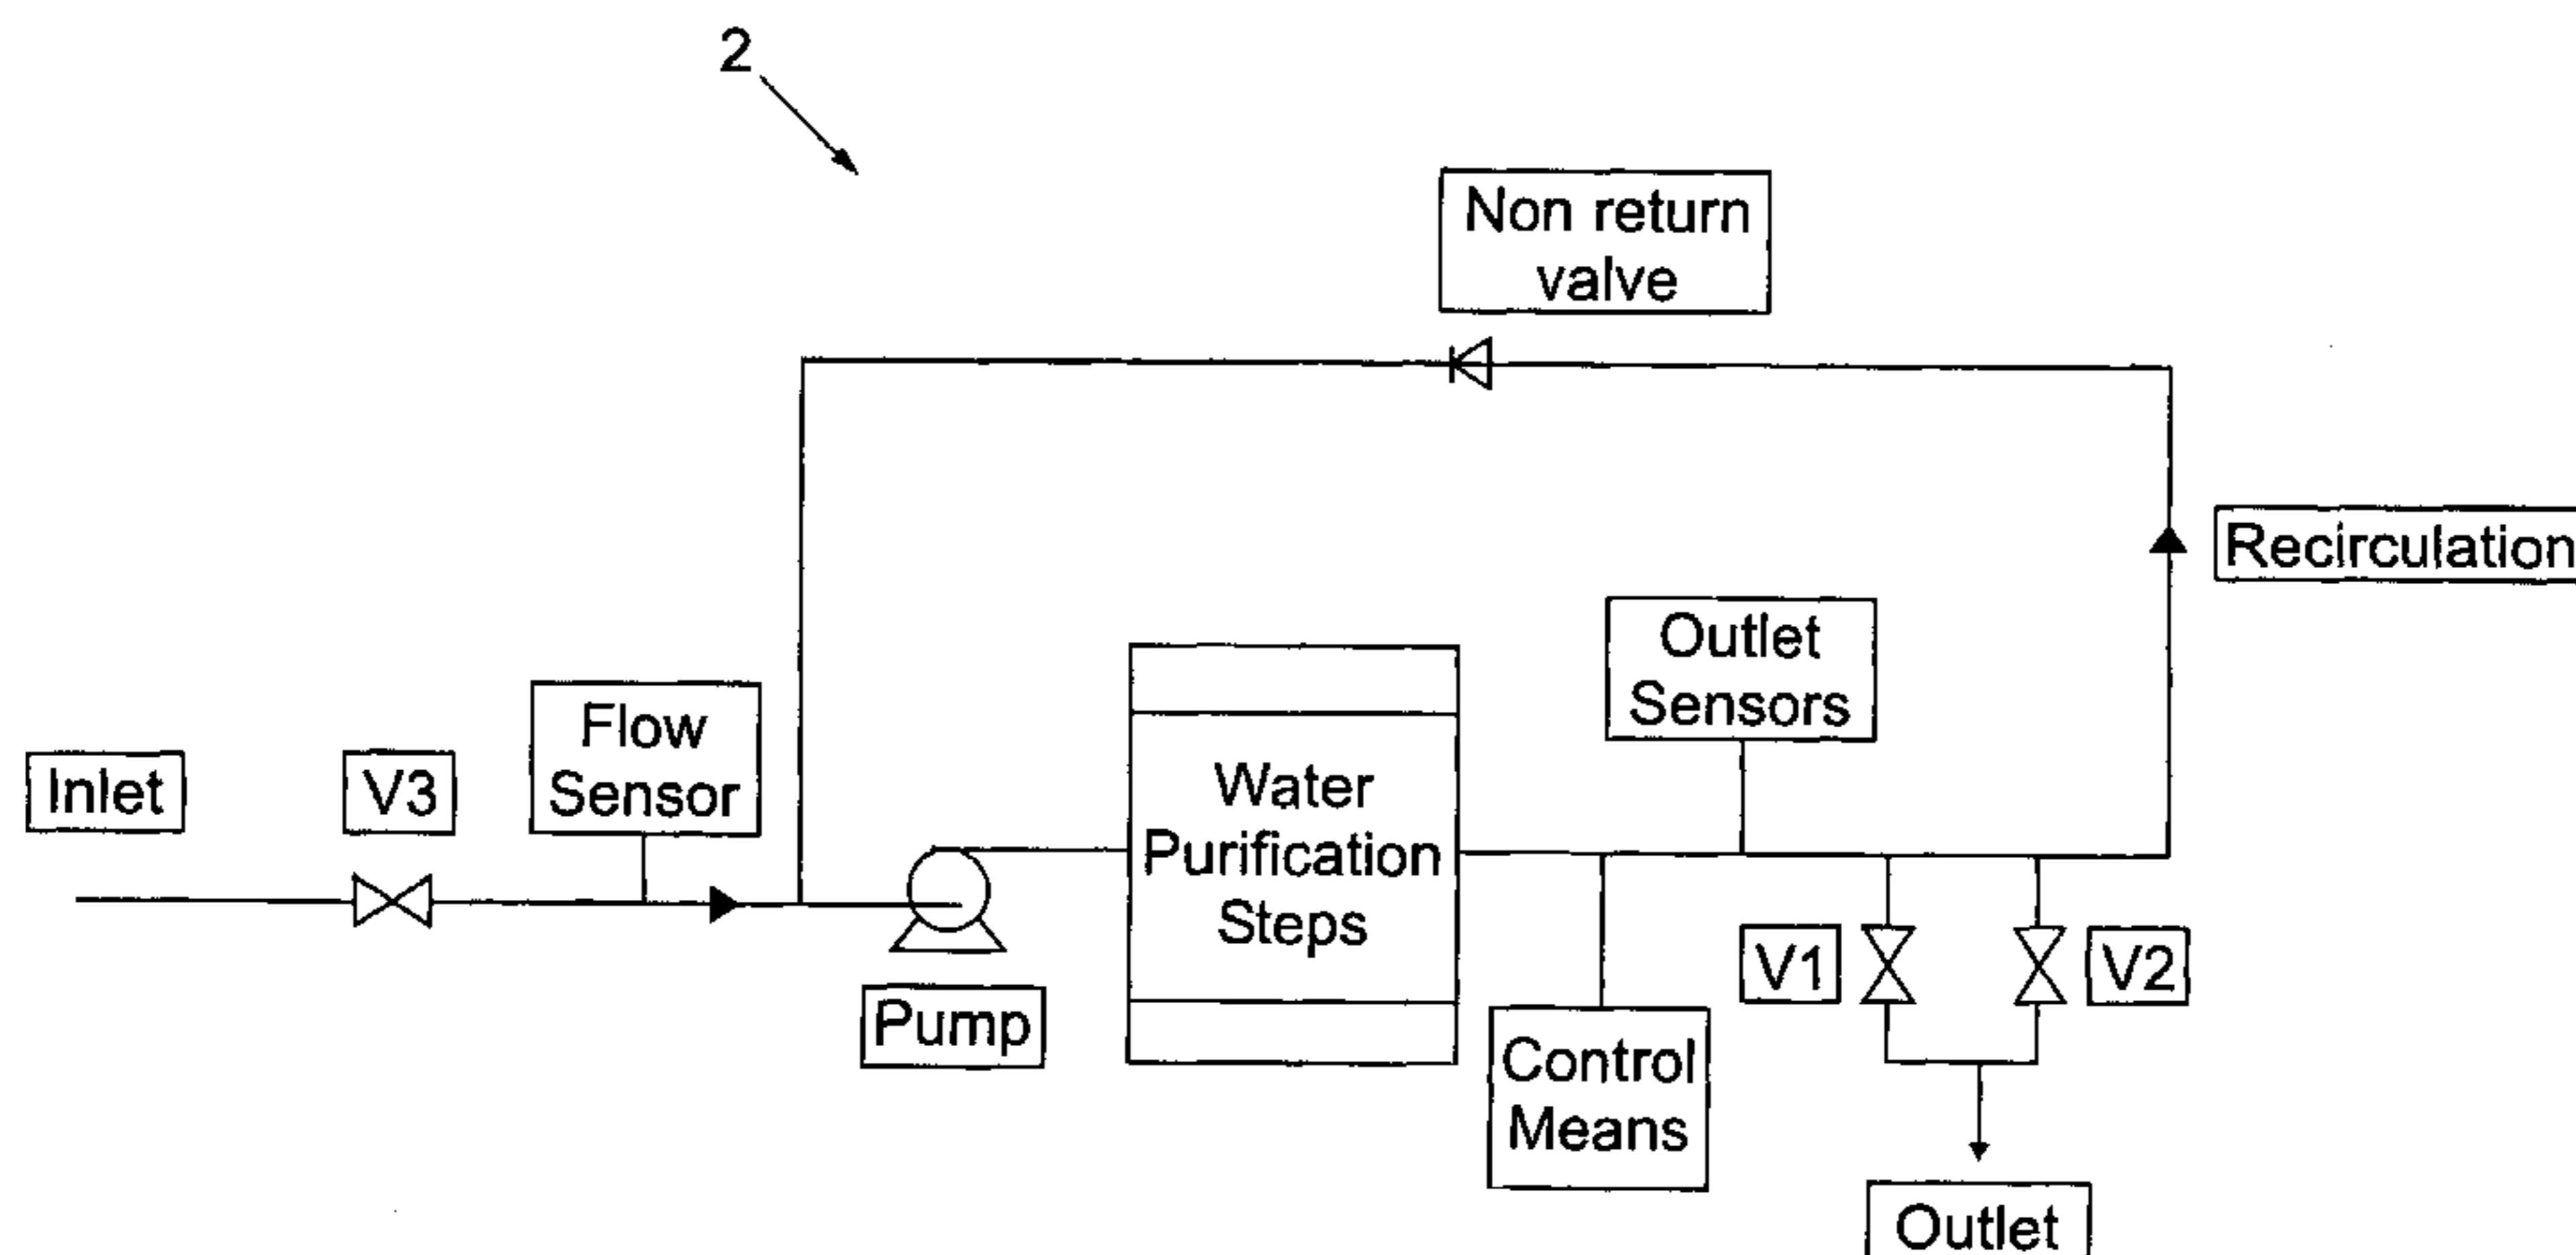 2
Non return
valve
Recirculation
Outlet
Sensors
Flow
Sensor
Inlet
V3
Water
Purification
Steps
V1
V2
Pump
Control
Means
Outlet